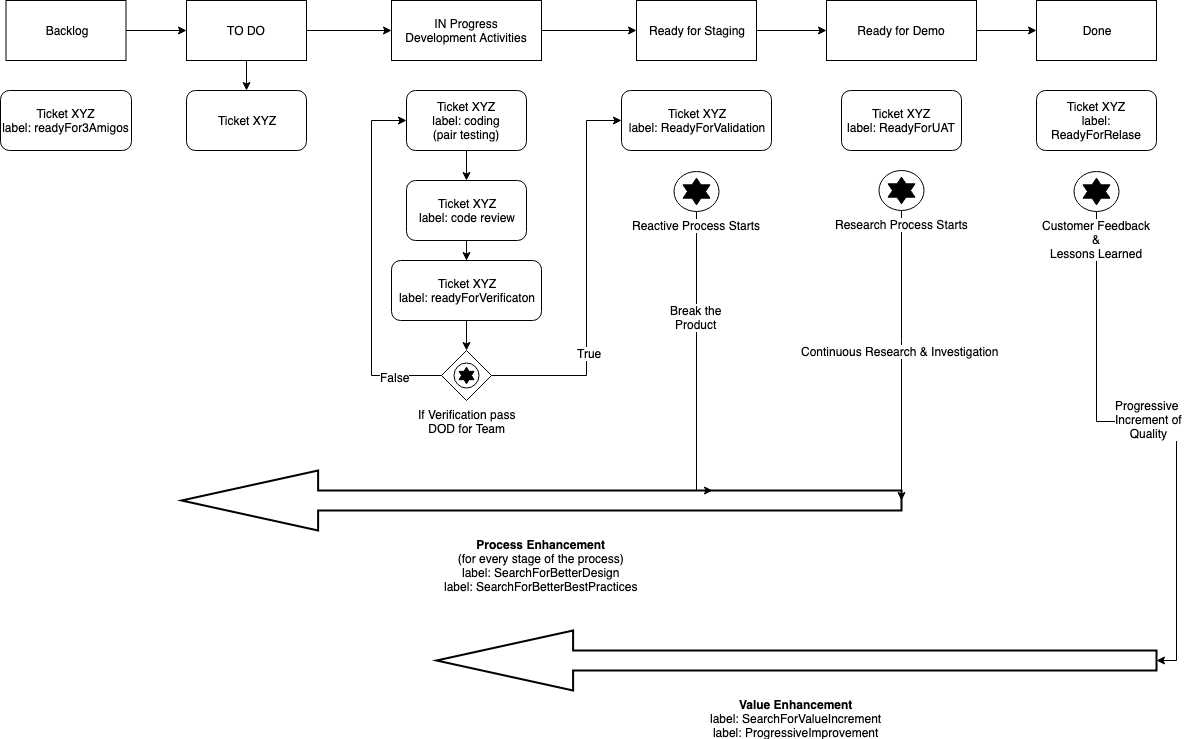 Backlog
TO DO
IN Progress
Development Activities
Ready for Staging
Ready for Demo
Done
Ticket XYZ
label: readyFor3Amigos
Ticket XYZ
Ticket XYZ
label: coding
(pair testing)
Ticket XYZ
label: ReadyForValidation
Ticket XYZ
label: ReadyForUAT
Ticket XYZ
label:
ReadyForRelase
Ticket XYZ
label: code review
Reactive Process Starts
Research Process Starts
Customer Feedback
&
Lessons Learned
Ticket XYZ
label: readyForVerificaton
Break the
Product
True
Continuous Research & Investigation
False
If Verification pass
DOD for Team
Progressive
Increment of
Quality
Process Enhancement
(for every stage of the process)
label: SearchForBetterDesign
label: SearchForBetterBestPractices
Value Enhancement
label: SearchForValueIncrement
label: ProgressiveImprovement